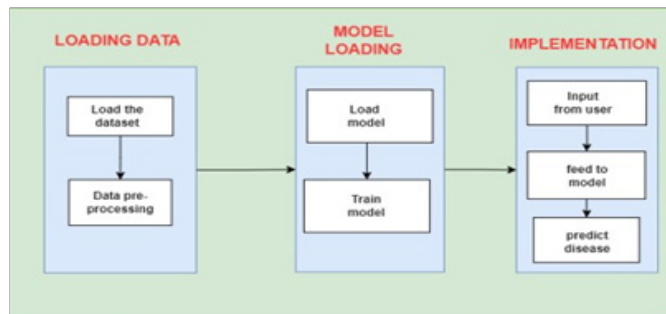 LOADING DATA
Load the
dataset
Data pre-
processing
MODEL
LOADING
Load
model
Train
model
IMPLEMENTATION
Input
from user
feed to
model
predict
disease